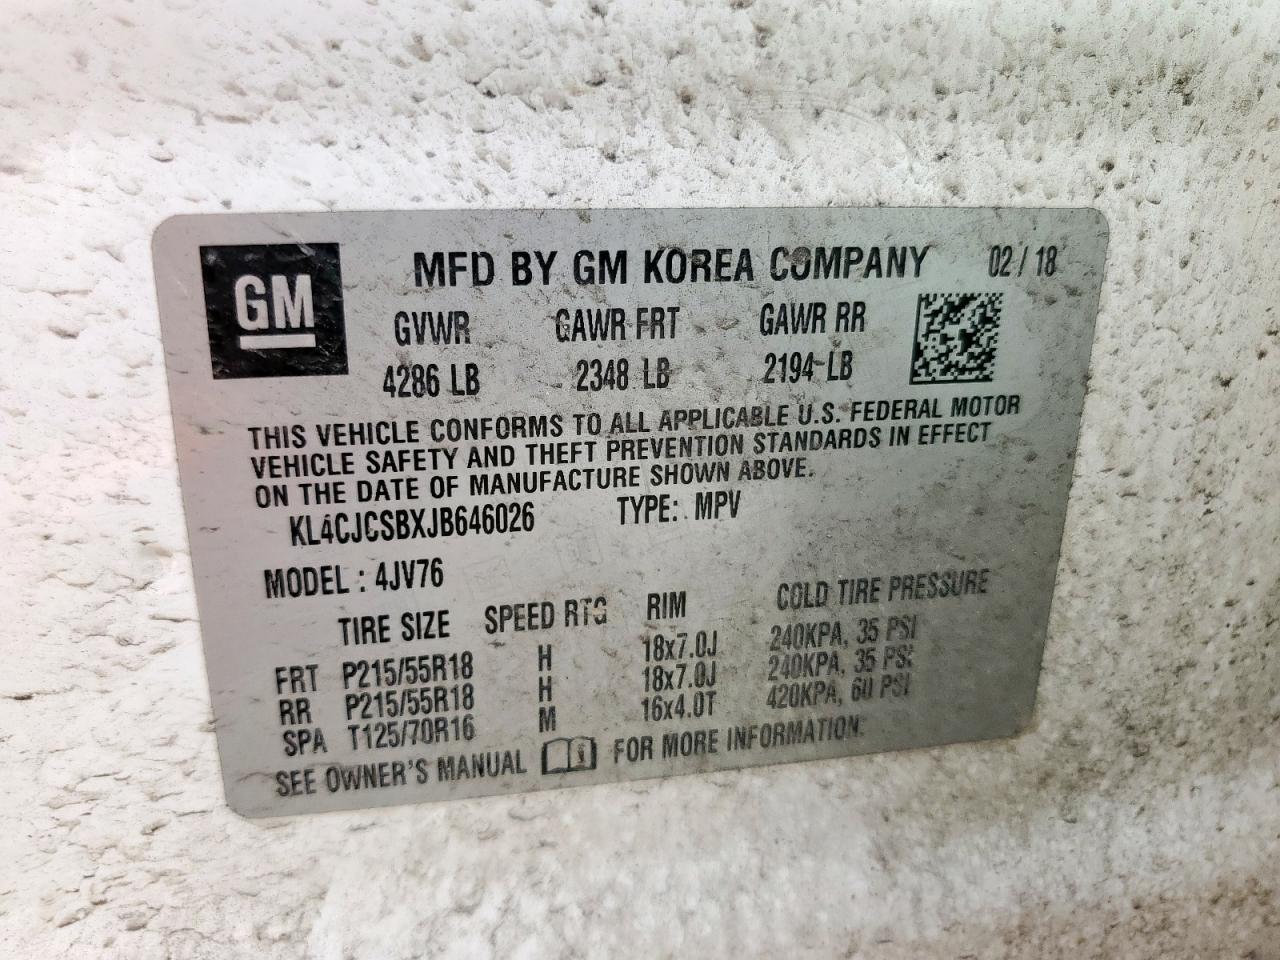 GM
MFD BY GM KOREA COMPANY 02 / 18
GVWR GAWR FRT GAWR RR
4286 LB 2348 LB 2194 LB
THIS VEHICLE CONFORMS TO ALL APPLICABLE U.S. FEDERAL MOTOR
VEHICLE SAFETY AND THEFT PREVENTION STANDARDS IN EFFECT
ON THE DATE OF MANUFACTURE SHOWN ABOVE.
KL4CJCSBXJB646026 TYPE: MPV
MODEL : 4JV76
TIRE SIZE SPEED RTG RIM COLD TIRE PRESSURE
FRT P215/55R18 H 18x7.0J 240KPA, 35 PSI
RR P215/55R18 H 18x7.0J 240KPA, 35 PSI
SPA T125/70R16 M 16x4.0T 420KPA, 60 PSI
SEE OWNER'S MANUAL FOR MORE INFORMATION.